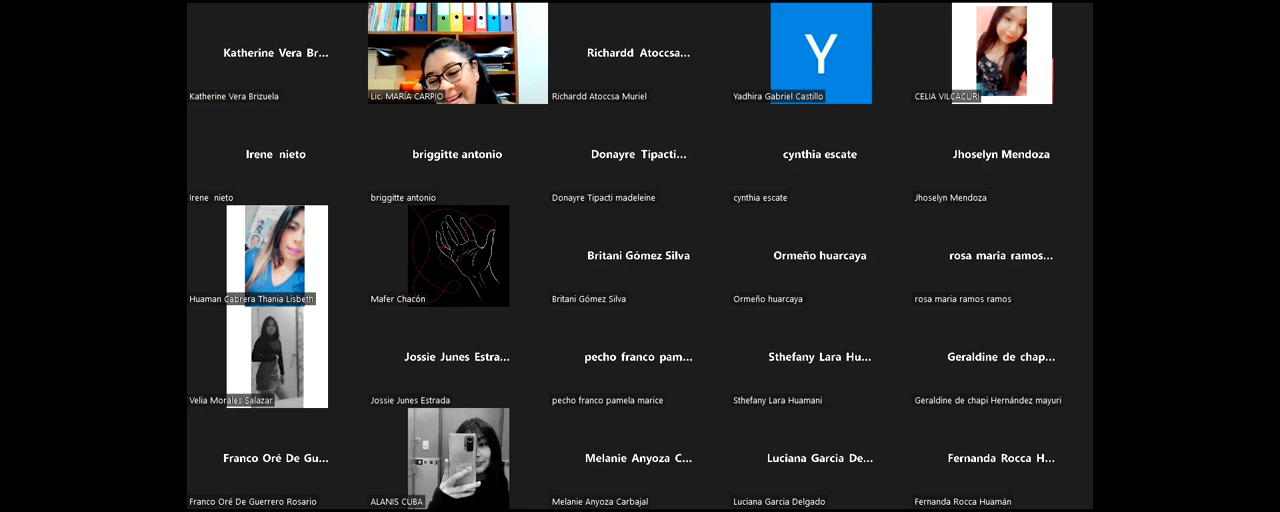 Katherine Vera Br...
Richardd Atoccsa...
Y
Katherine Vera Brizuela
Lic. MARÍA CARPIO
Richardd Atoccsa Muriel
Yadhira Gabriel Castillo
CELIA VILCACURI
Irene nieto
briggitte antonio
Donayre Tipacti...
cynthia escate
Jhoselyn Mendoza
Irene nieto
briggitte antonio
Donayre Tipacti madeleine
cynthia escate
Jhoselyn Mendoza
Britani Gómez Silva
Ormeño huarcaya
rosa maria ramos...
Huaman Cabrera Thania Lisbeth
Mafer Chacón
Britani Gómez Silva
Ormeño huarcaya
rosa maria ramos ramos
Jossie Junes Estra...
pecho franco pam...
Sthefany Lara Hu...
Geraldine de chap...
Velia Morales Salazar
Jossie Junes Estrada
pecho franco pamela marice
Sthefany Lara Huamani
Geraldine de chapi Hernández mayuri
Franco Oré De Gu...
Melanie Anyoza C...
Luciana Garcia De...
Fernanda Rocca H...
Franco Oré De Guerrero Rosario
ALANIS CUBA
Melanie Anyoza Carbajal
Luciana Garcia Delgado
Fernanda Rocca Huamán